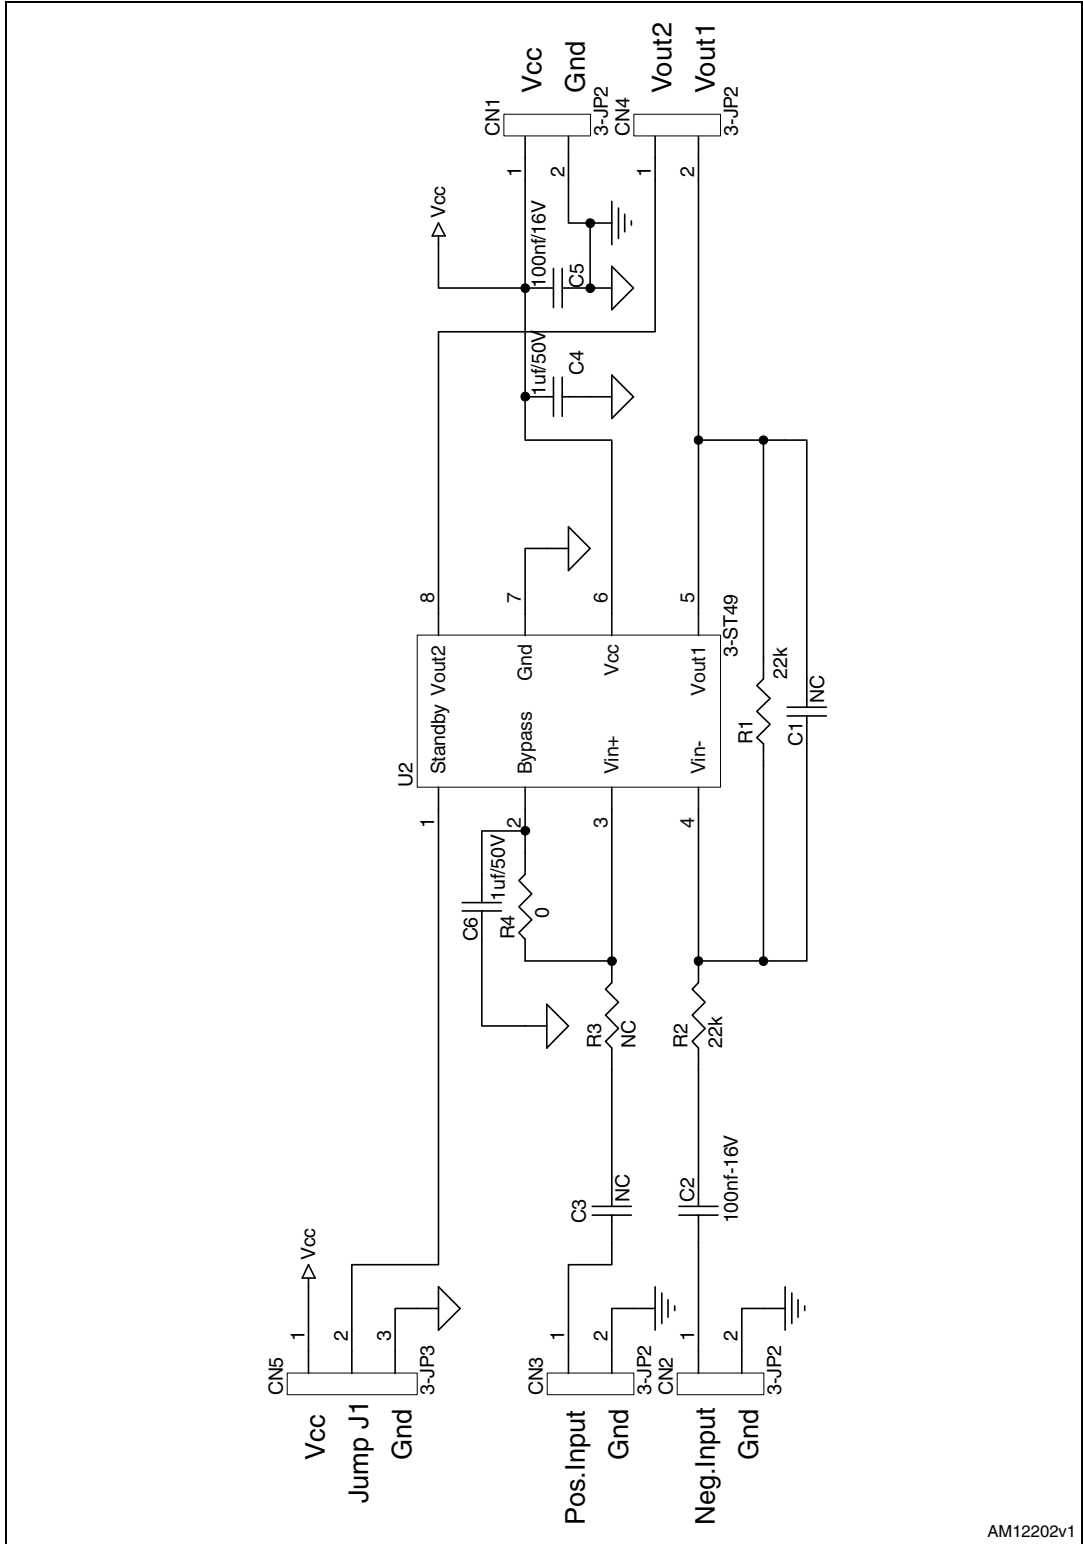 CN1
Vcc
Gnd
3-JP2
1
2
CN4
Vout2
Vout1
3-JP2
1
2
Vcc
100nf/16V
C5
1uf/50V
C4
U2
Standby Vout2
Bypass
Gnd
Vin+
Vcc
Vin-
Vout1
3-ST49
8
7
6
5
1
2
3
4
R1
22k
C1
NC
C6
1uf/50V
R4
0
R3
NC
R2
22k
C3
NC
C2
100nf-16V
Vcc
CN5
1
2
3
3-JP3
Vcc
Jump J1
Gnd
CN3
1
2
3-JP2
Pos.Input
Gnd
CN2
1
2
3-JP2
Neg.Input
Gnd
AM12202v1